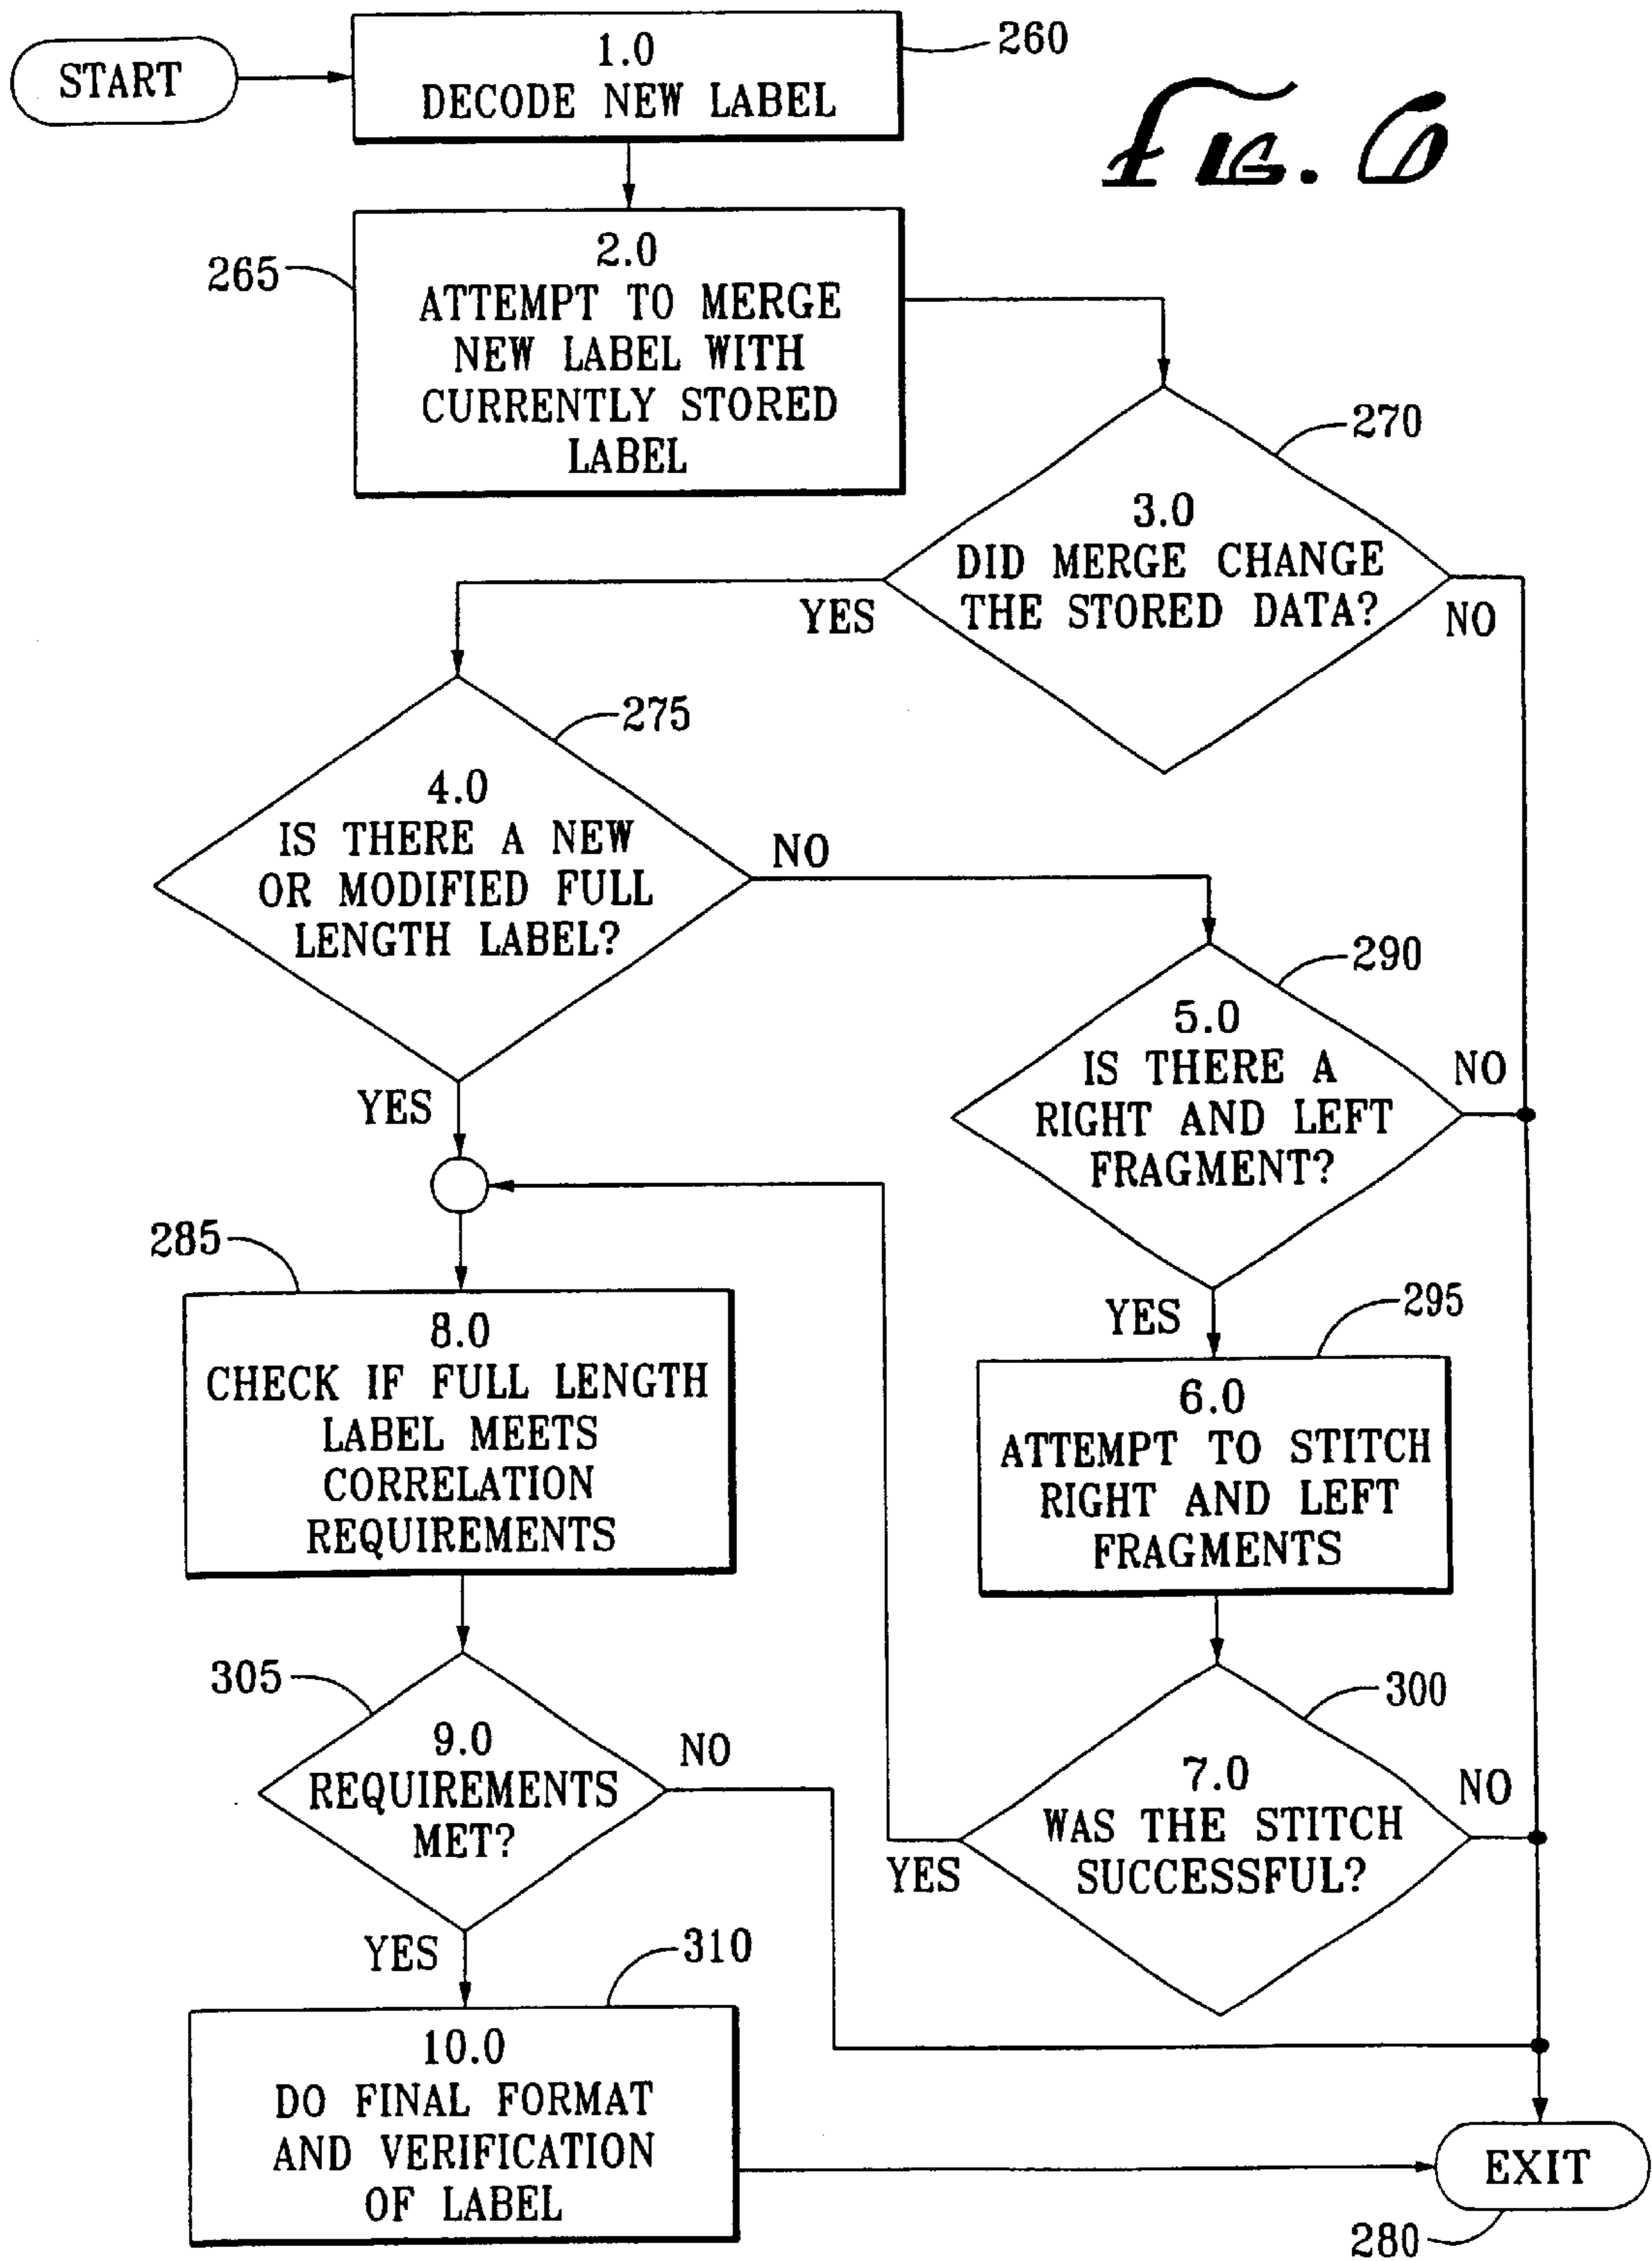 START
1.0
DECODE NEW LABEL
260
FIG. 6
265
2.0
ATTEMPT TO MERGE
NEW LABEL WITH
CURRENTLY STORED
LABEL
270
3.0
DID MERGE CHANGE
THE STORED DATA?
YES
NO
275
4.0
IS THERE A NEW
OR MODIFIED FULL
LENGTH LABEL?
NO
YES
290
5.0
IS THERE A
RIGHT AND LEFT
FRAGMENT?
NO
YES
285
8.0
CHECK IF FULL LENGTH
LABEL MEETS
CORRELATION
REQUIREMENTS
295
6.0
ATTEMPT TO STITCH
RIGHT AND LEFT
FRAGMENTS
305
9.0
REQUIREMENTS
MET?
NO
YES
300
7.0
WAS THE STITCH
SUCCESSFUL?
NO
YES
310
10.0
DO FINAL FORMAT
AND VERIFICATION
OF LABEL
EXIT
280